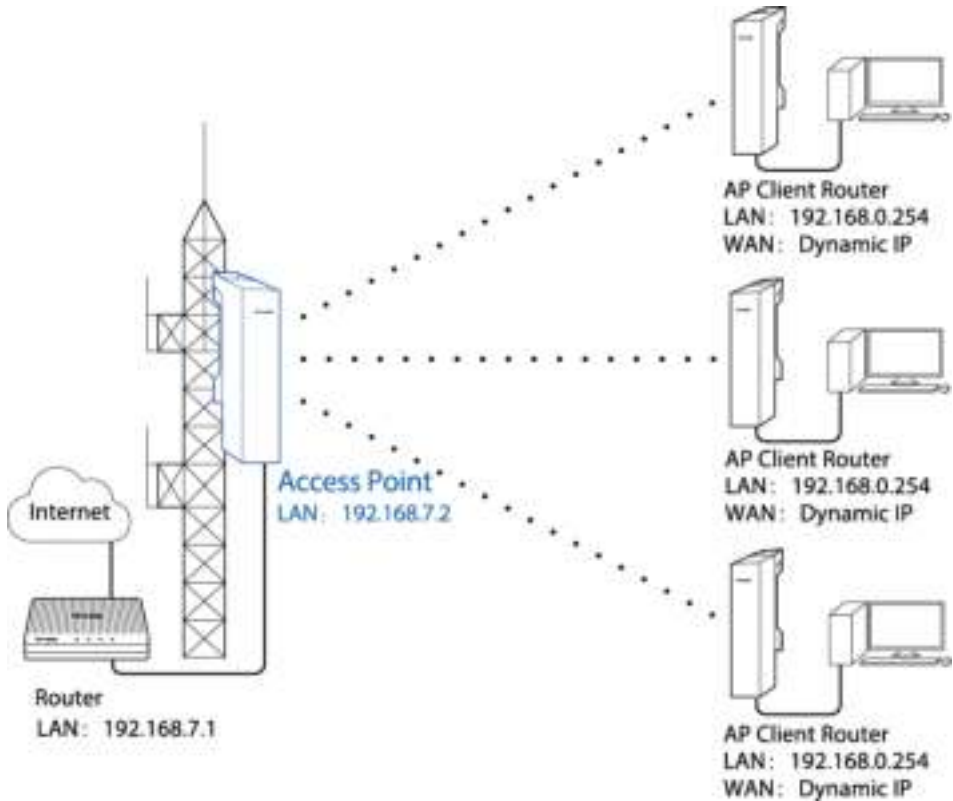 AP Client Router
LAN: 192.168.0.254
WAN: Dynamic IP
AP Client Router
LAN: 192.168.0.254
WAN: Dynamic IP
Access Point
LAN: 192.168.7.2
Internet
Router
LAN: 192.168.7.1
AP Client Router
LAN: 192.168.0.254
WAN: Dynamic IP